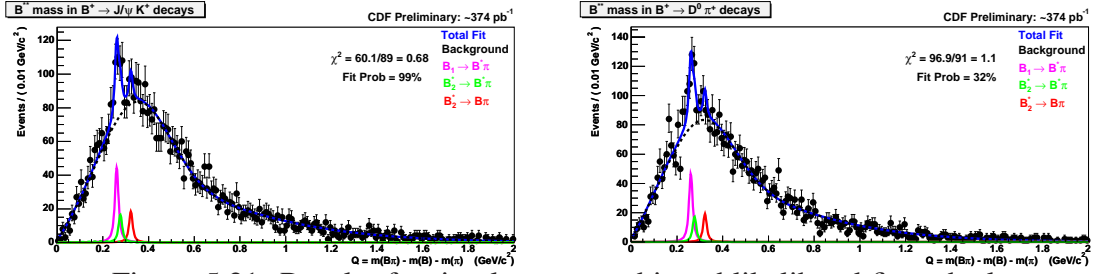 B** mass in B⁺ → J/ψ K⁺ decays
CDF Preliminary: ~374 pb⁻¹
Events / ( 0.01 GeV/c² )
120
100
80
60
40
20
0
0 0.2 0.4 0.6 0.8 1 1.2 1.4 1.6 1.8 2
Q = m(Bπ) - m(B) - m(π) (GeV/c²)
χ² = 60.1/89 = 0.68
Fit Prob = 99%
Total Fit
Background
B₁ → B*π
B*₂ → B*π
B*₂ → Bπ
B** mass in B⁺ → D⁰ π⁺ decays
CDF Preliminary: ~374 pb⁻¹
Events / ( 0.01 GeV/c² )
140
120
100
80
60
40
20
0
0 0.2 0.4 0.6 0.8 1 1.2 1.4 1.6 1.8 2
Q = m(Bπ) - m(B) - m(π) (GeV/c²)
χ² = 96.9/91 = 1.1
Fit Prob = 32%
Total Fit
Background
B₁ → B*π
B*₂ → B*π
B*₂ → Bπ